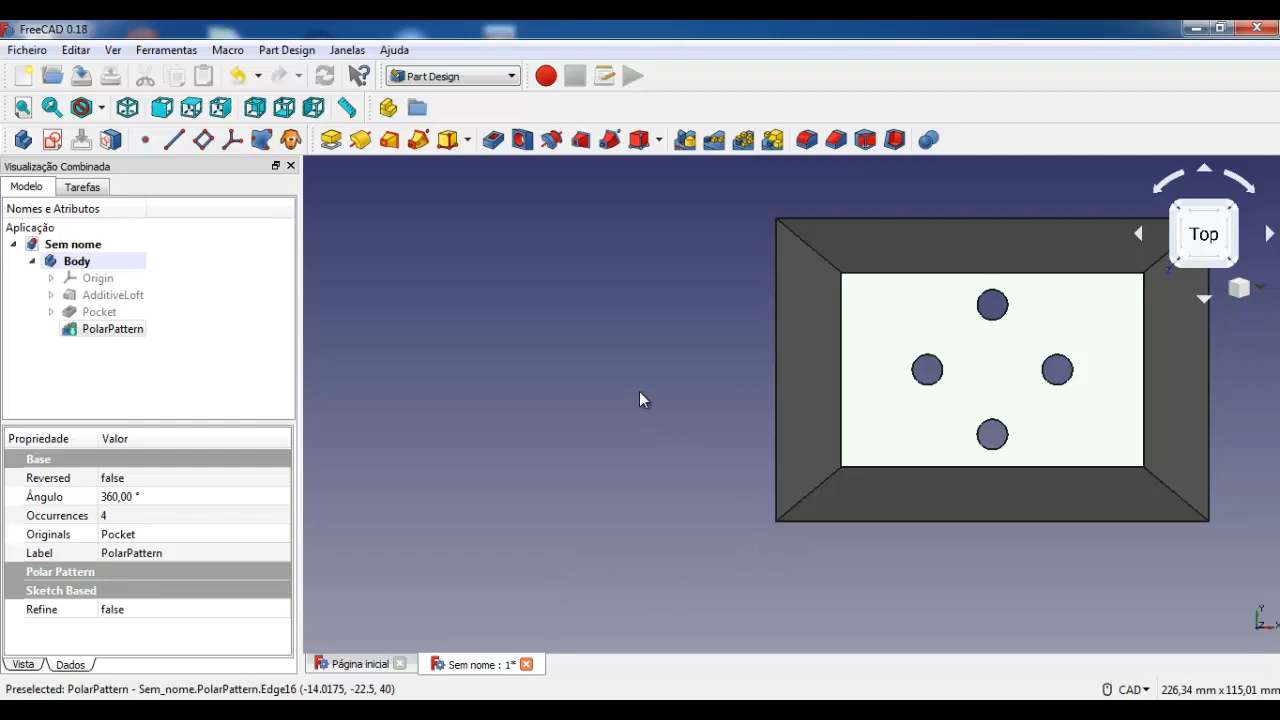 FreeCAD 0.18
Ficheiro Editar Ver Ferramentas Macro Part Design Janelas Ajuda
Part Design
Visualização Combinada
Modelo Tarefas
Nomes e Atributos
Aplicação
Sem nome
Body
Origin
AdditiveLoft
Pocket
PolarPattern
Propriedade Valor
Base
Reversed false
Ângulo 360,00 °
Occurrences 4
Originals Pocket
Label PolarPattern
Polar Pattern
Sketch Based
Refine false
Vista Dados
Top
Z
Y
Z X
Página inicial Sem nome : 1*
Preselected: PolarPattern - Sem_nome.PolarPattern.Edge16 (-14.0175, -22.5, 40) CAD 226,34 mm x 115,01 mm